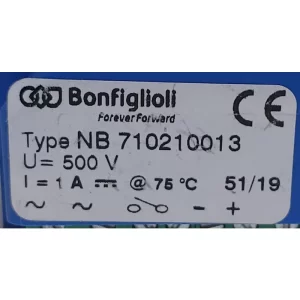 Bonfiglioli
Forever Forward
CE
Type NB 710210013
U= 500 V
I = 1 A ⎓ @ 75 °C 51/19
~ ~ - +